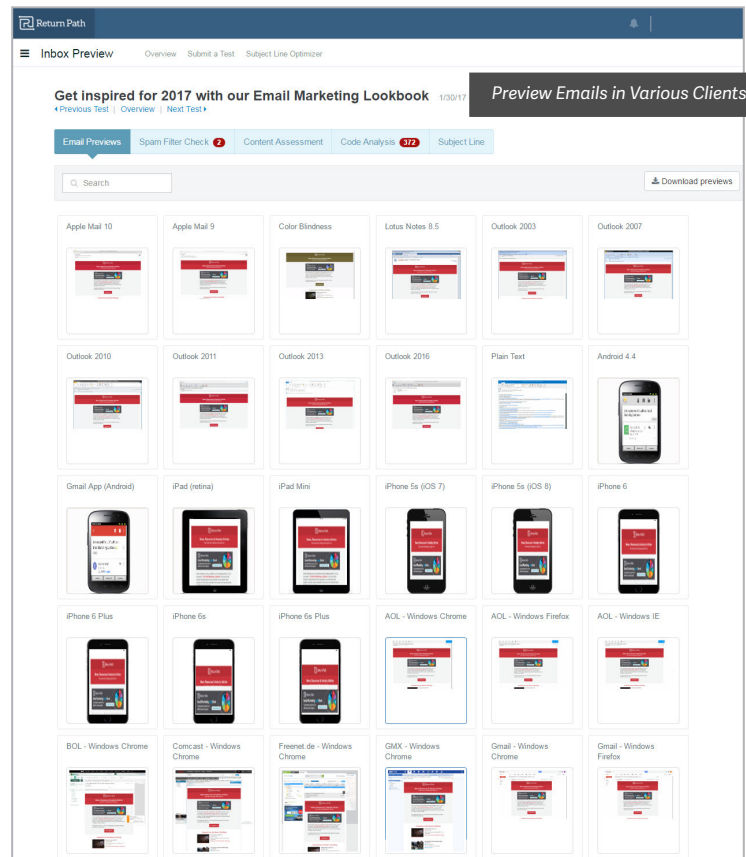 Return Path
Inbox Preview Overview Submit a Test Subject Line Optimizer
Get inspired for 2017 with our Email Marketing Lookbook 1/30/17
Preview Emails in Various Clients
Previous Test | Overview | Next Test
Email Previews Spam Filter Check 2 Content Assessment Code Analysis 372 Subject Line
Search
Download previews
Apple Mail 10 Apple Mail 9 Color Blindness Lotus Notes 8.5 Outlook 2003 Outlook 2007
Outlook 2010 Outlook 2011 Outlook 2013 Outlook 2016 Plain Text Android 4.4
Gmail App (Android) iPad (retina) iPad Mini iPhone 5s (iOS 7) iPhone 5s (iOS 8) iPhone 6
iPhone 6 Plus iPhone 6s iPhone 6s Plus AOL - Windows Chrome AOL - Windows Firefox AOL - Windows IE
BOL - Windows Chrome Comcast - Windows Freenet.de - Windows GMX - Windows Gmail - Windows Gmail - Windows
Chrome Chrome Chrome Chrome Firefox